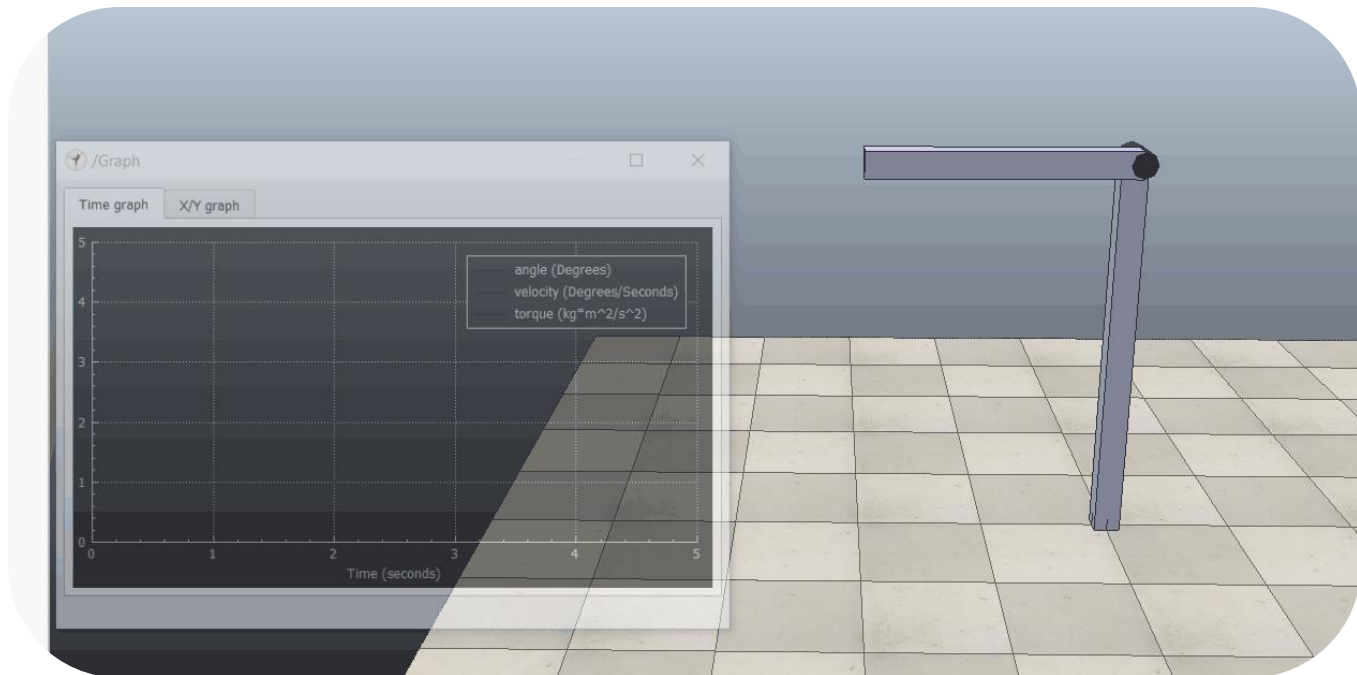 /Graph
Time graph X/Y graph
5
angle (Degrees)
velocity (Degrees/Seconds)
4
torque (kg*m^2/s^2)
3
2
1
0
0 1 2 3 4 5
Time (seconds)